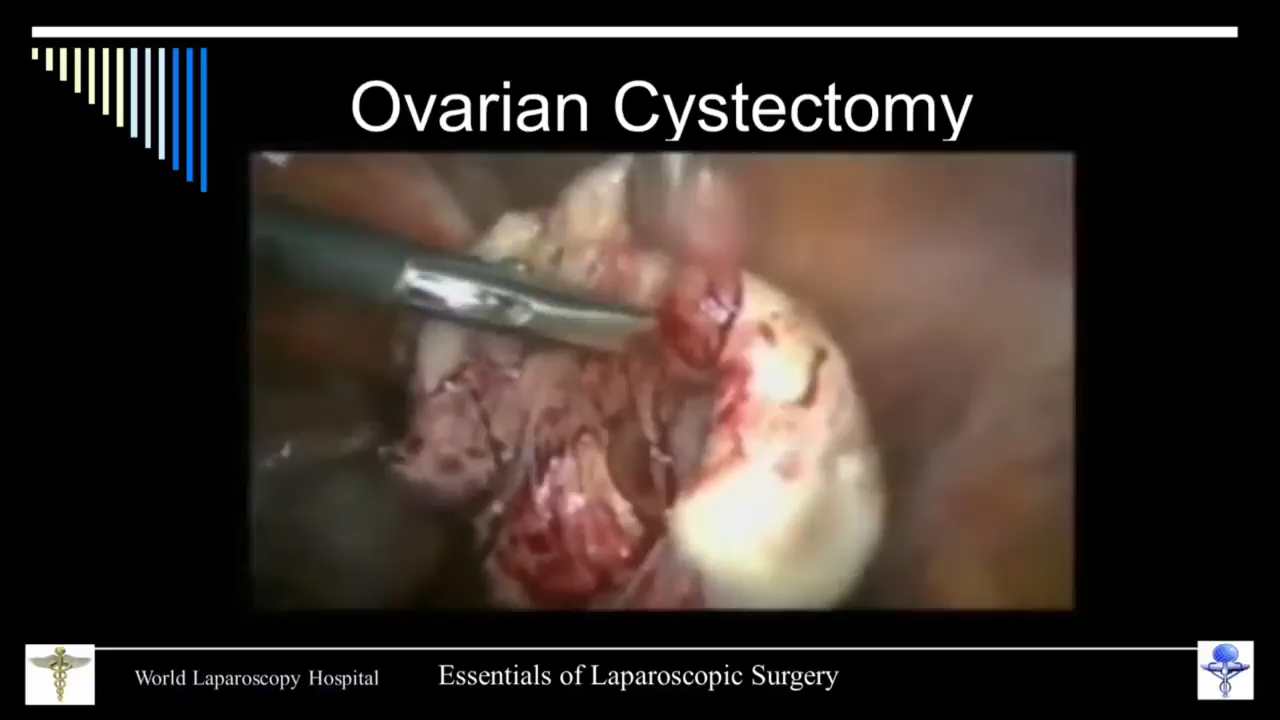 Ovarian Cystectomy
World Laparoscopy Hospital
Essentials of Laparoscopic Surgery